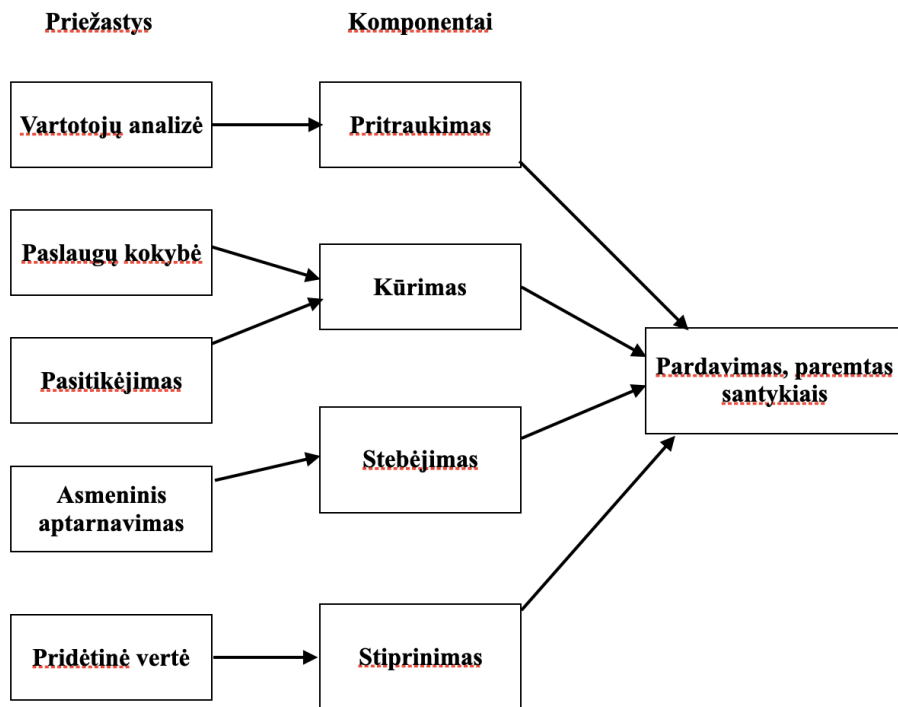 Priežastys
Komponentai
Vartotojų analizė
Pritraukimas
Paslaugų kokybė
Kūrimas
Pasitikėjimas
Pardavimas, paremtas
santykiais
Stebėjimas
Asmeninis
aptarnavimas
Pridėtinė vertė
Stiprinimas